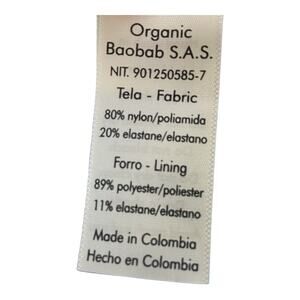 Organic
Baobab S.A.S.
NIT. 901250585-7
Tela - Fabric
80% nylon/poliamida
20% elastane/elastano
Forro - Lining
89% polyester/poliester
11% elastane/elastano
Made in Colombia
Hecho en Colombia